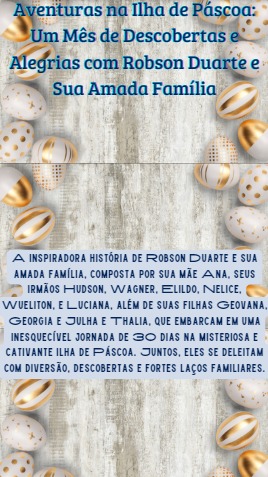 Aventuras na Ilha de Páscoa:
Um Mês de Descobertas e
Alegrias com Robson Duarte e
Sua Amada Família
A inspiradora história de Robson Duarte e sua
amada família, composta por sua mãe Ana, seus
irmãos Hudson, Wagner, Elildo, Nelice,
Wueliton, e Luciana, além de suas filhas Geovana,
Georgia e Julha e Thalia, que embarcam em uma
inesquecível jornada de 30 dias na misteriosa e
cativante ilha de Páscoa. Juntos, eles se deleitam
com diversão, descobertas e fortes laços familiares.